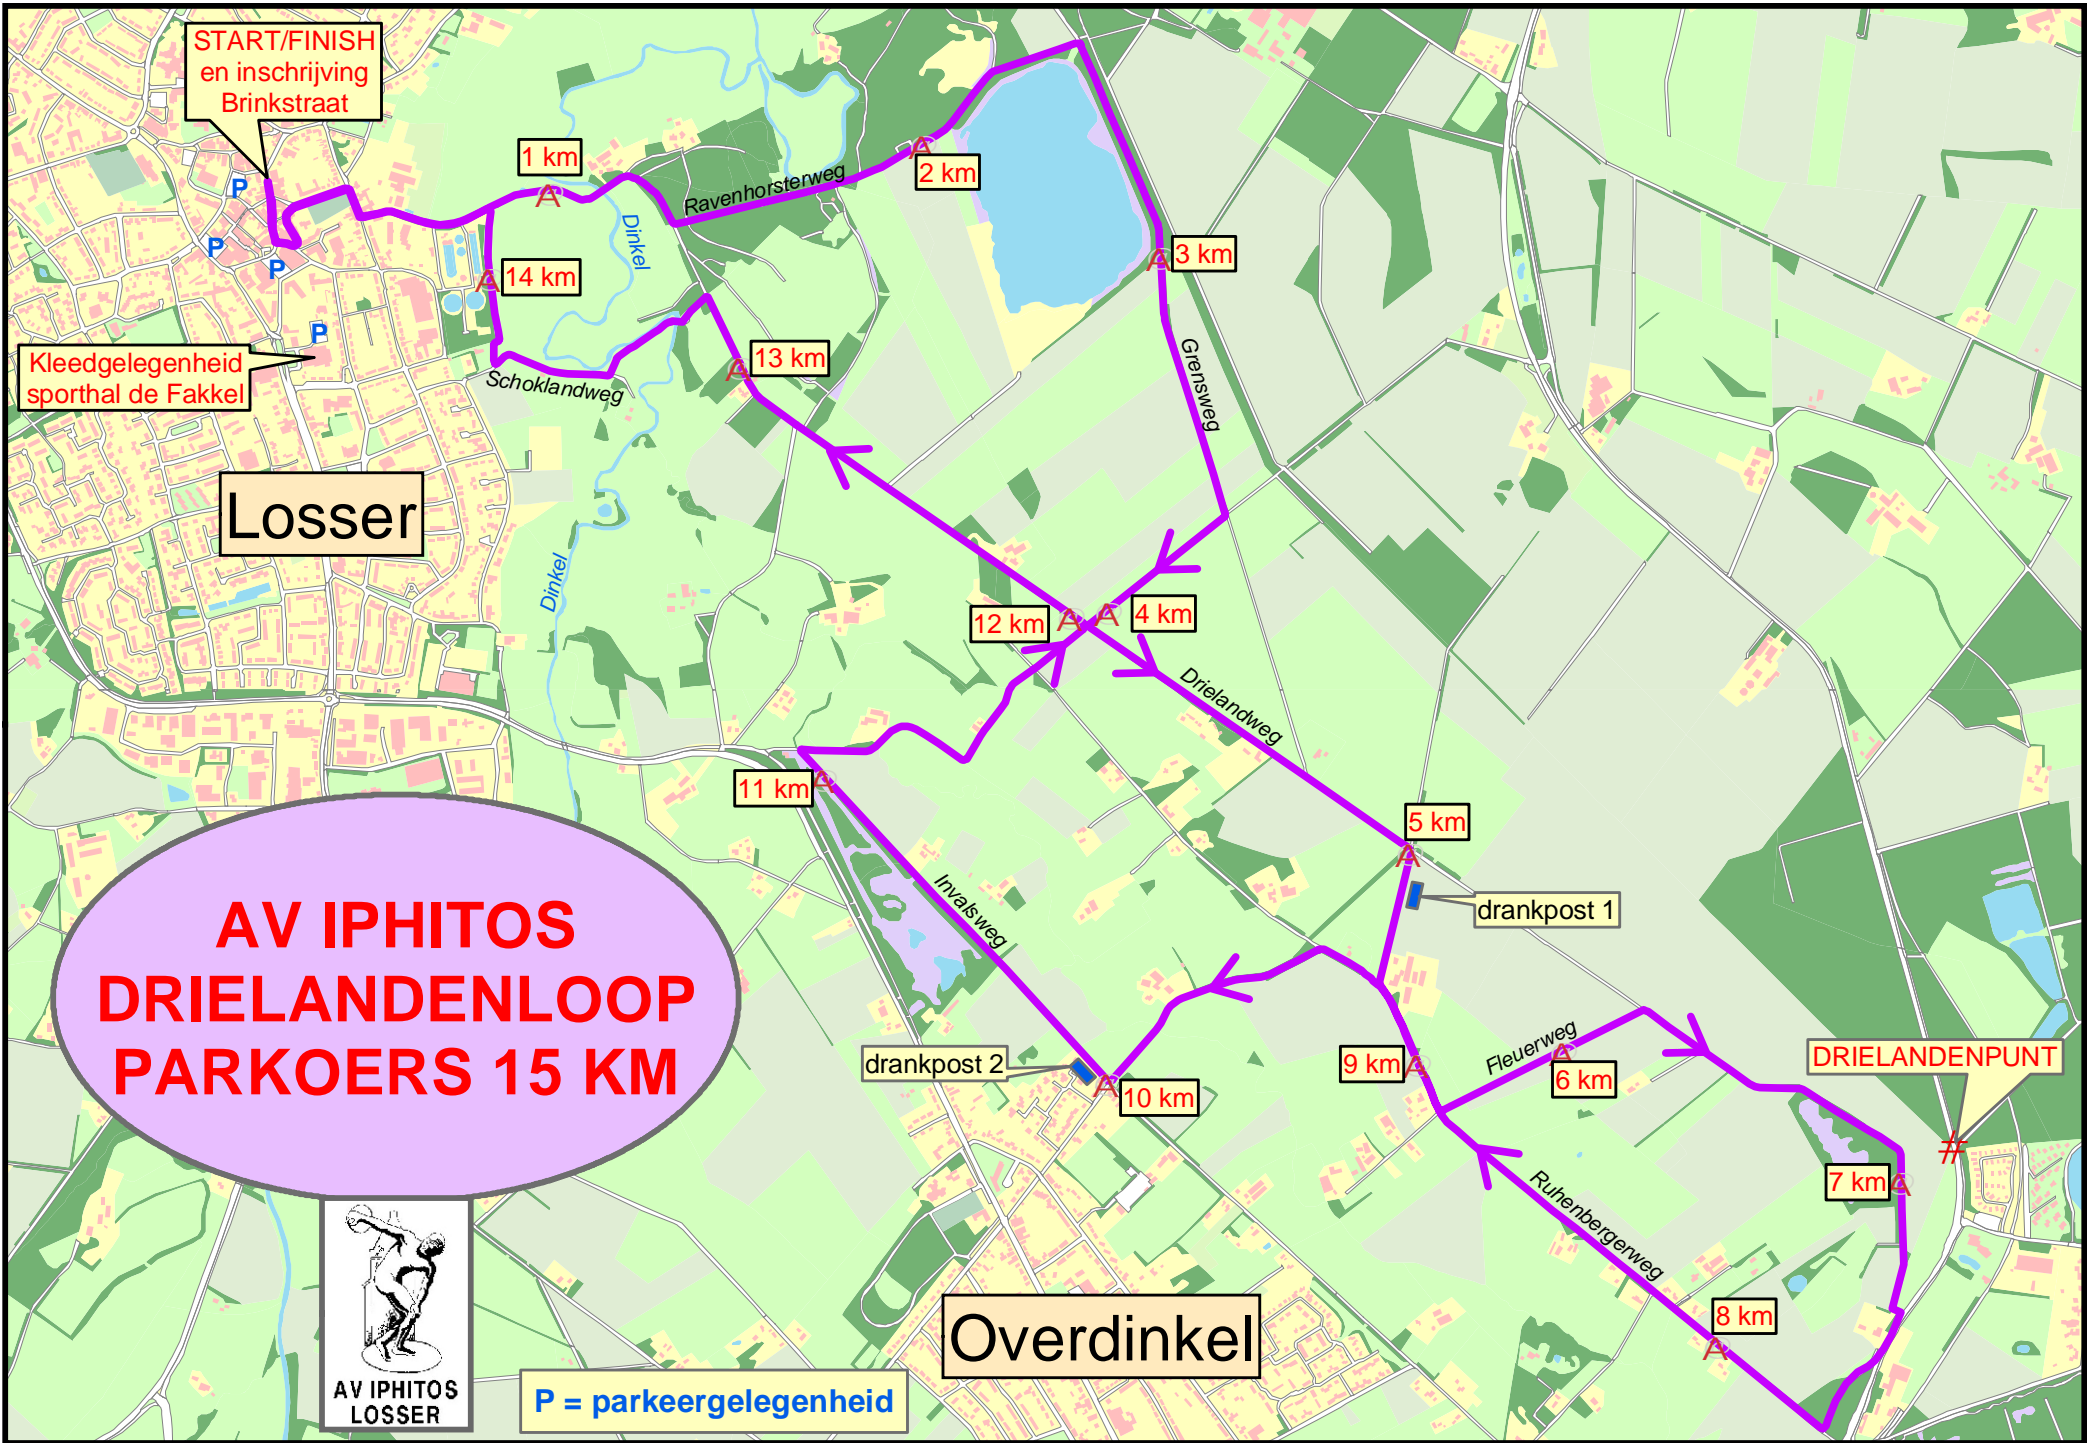 START/FINISH
en inschrijving
Brinkstraat
1 km
2 km
Ravenhorsterweg
Dinkel
P
P
P
P
14 km
3 km
Kleedgelegenheid
sporthal de Fakkel
Schoklandweg
13 km
Grensweg
Losser
Dinkel
12 km
4 km
Drielandweg
11 km
5 km
drankpost 1
Invalsweg
AV IPHITOS
DRIELANDENLOOP
PARKOERS 15 KM
drankpost 2
10 km
9 km
Fleuerweg
6 km
DRIELANDENPUNT
#
7 km
Ruhenbergerweg
8 km
Overdinkel
AV IPHITOS
LOSSER
P = parkeergelegenheid